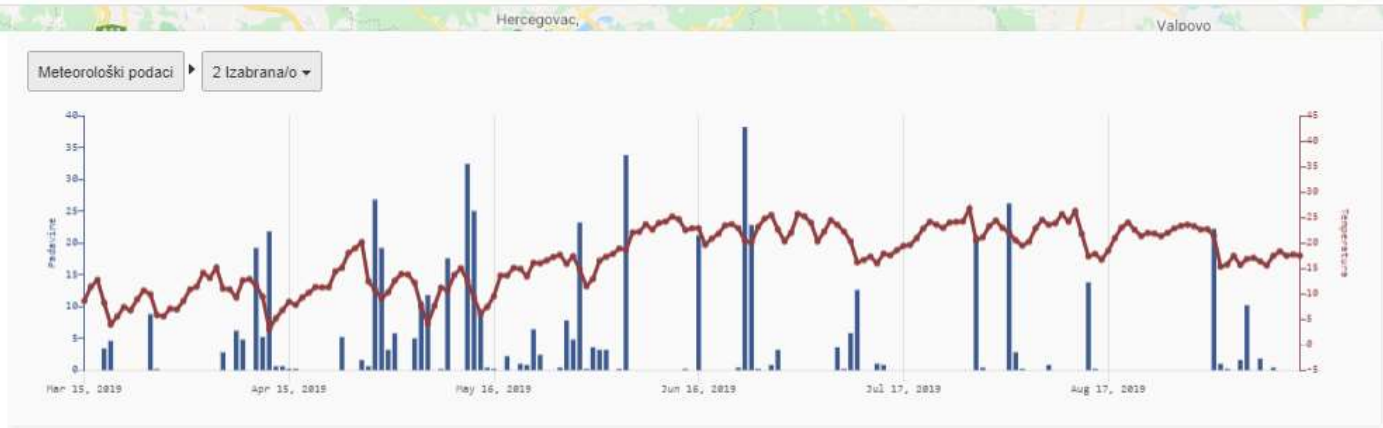 Hercegovac,
Valpovo
Meteorološki podaci
2 Izabrana/o
40
35
30
25
20
15
10
5
0
Padavine
45
40
35
30
25
20
15
10
5
0
-5
Temperatura
Mar 15, 2019
Apr 15, 2019
May 16, 2019
Jun 16, 2019
Jul 17, 2019
Aug 17, 2019